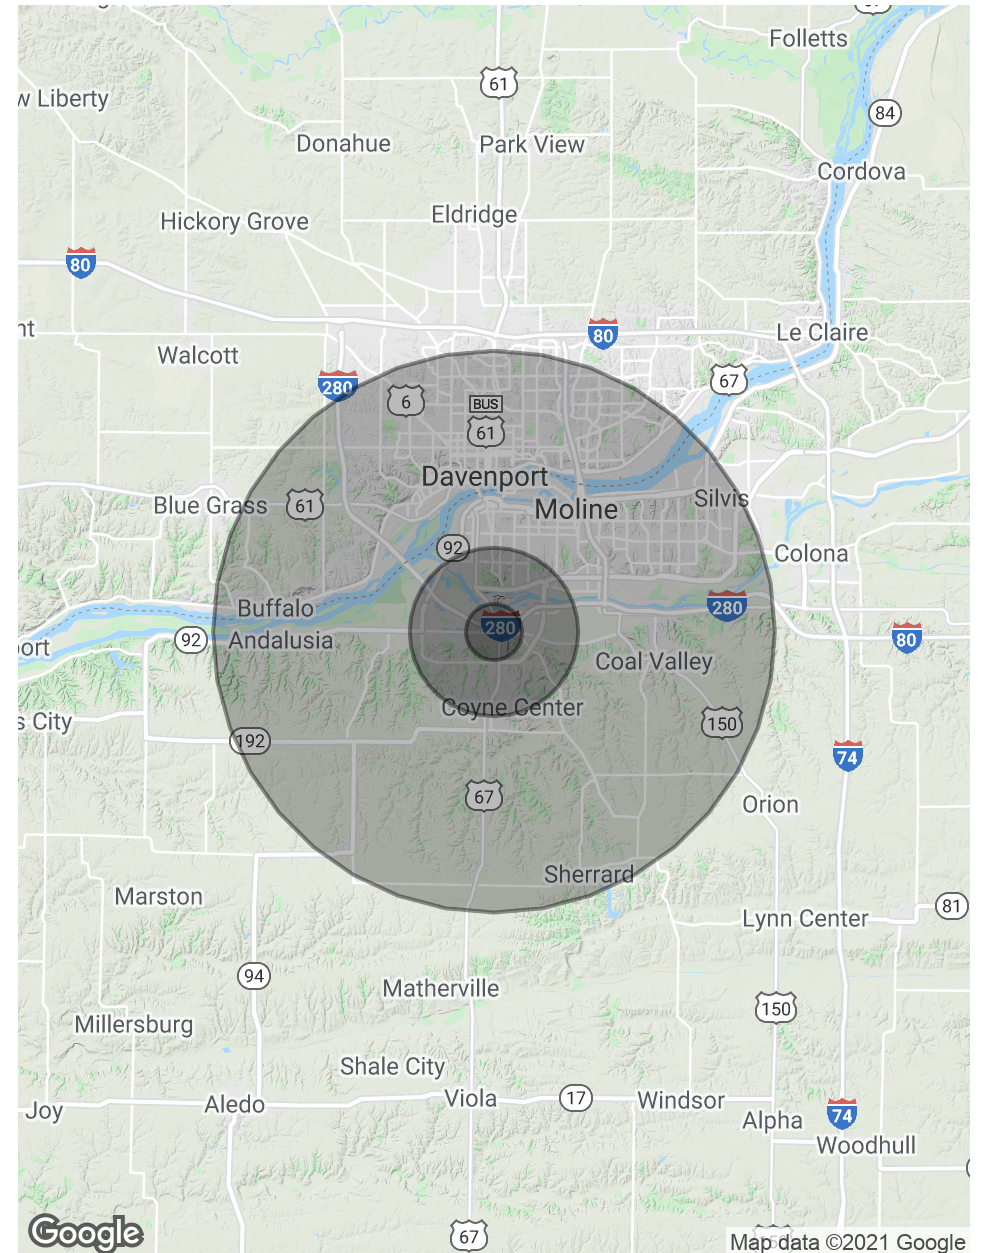 67
Folletts
61
w Liberty
84
Donahue
Park View
Cordova
Eldridge
Hickory Grove
80
nt
80
Le Claire
Walcott
280
67
6
BUS
61
Davenport
Silvis
Blue Grass
61
Moline
92
Colona
Buffalo
280
280
92
Andalusia
80
ort
Coal Valley
Coyne Center
s City
150
192
74
67
Orion
Sherrard
Marston
81
Lynn Center
94
Matherville
150
Millersburg
Shale City
Viola
17
Windsor
Joy
Aledo
74
Alpha
Woodhull
Google
67
150
Map data ©2021 Google